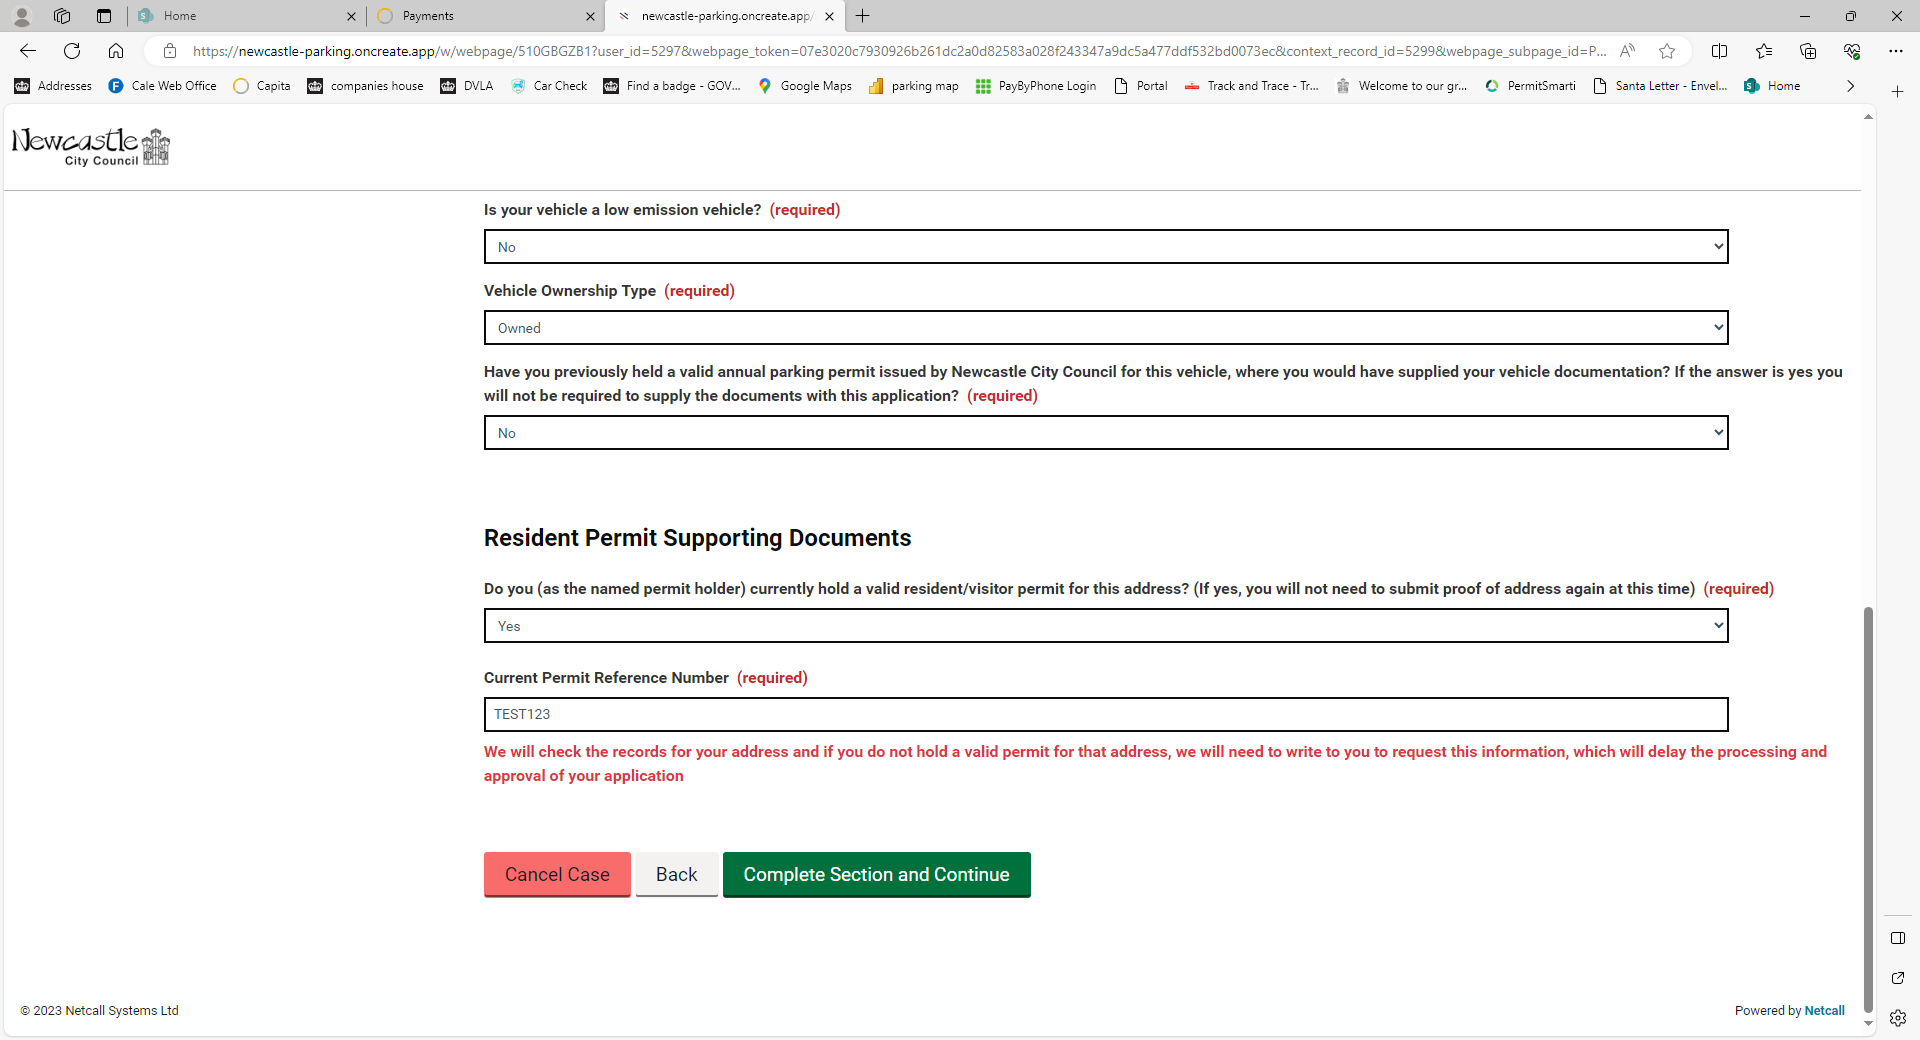 Home
Payments
newcastle-parking.oncreate.app/
https://newcastle-parking.oncreate.app/w/webpage/510GBGZB1?user_id=5297&webpage_token=07e3020c7930926b261dc2a0d82583a028f243347a9dc5a477ddf532bd0073ec&context_record_id=5299&webpage_subpage_id=P...
Addresses
Cale Web Office
Capita
companies house
DVLA
Car Check
Find a badge - GOV...
Google Maps
parking map
PayByPhone Login
Portal
Track and Trace - Tr...
Welcome to our gr...
PermitSmarti
Santa Letter - Envel...
Home
Newcastle
City Council
Is your vehicle a low emission vehicle? (required)
No
Vehicle Ownership Type (required)
Owned
Have you previously held a valid annual parking permit issued by Newcastle City Council for this vehicle, where you would have supplied your vehicle documentation? If the answer is yes you
will not be required to supply the documents with this application? (required)
No
Resident Permit Supporting Documents
Do you (as the named permit holder) currently hold a valid resident/visitor permit for this address? (If yes, you will not need to submit proof of address again at this time) (required)
Yes
Current Permit Reference Number (required)
TEST123
We will check the records for your address and if you do not hold a valid permit for that address, we will need to write to you to request this information, which will delay the processing and
approval of your application
Cancel Case
Back
Complete Section and Continue
© 2023 Netcall Systems Ltd
Powered by Netcall